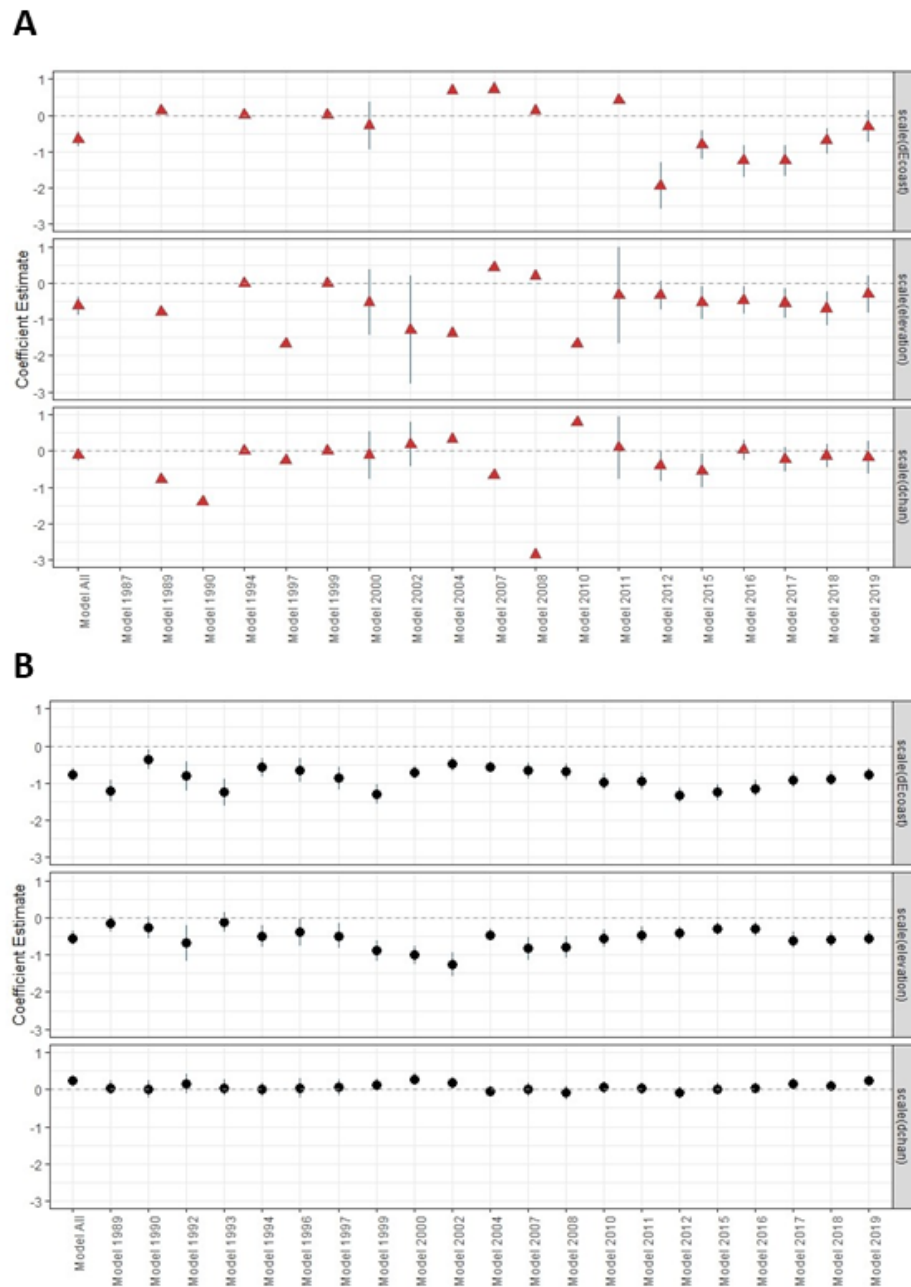 A
1
0
-1
-2
-3
scale(dEcoast)
1
0
-1
-2
-3
scale(elevation)
1
0
-1
-2
-3
scale(dchan)
Coefficient Estimate
Model All
Model 1987
Model 1989
Model 1990
Model 1994
Model 1997
Model 1999
Model 2000
Model 2002
Model 2004
Model 2007
Model 2008
Model 2010
Model 2011
Model 2012
Model 2015
Model 2016
Model 2017
Model 2018
Model 2019
B
1
0
-1
-2
-3
scale(dEcoast)
1
0
-1
-2
-3
scale(elevation)
1
0
-1
-2
-3
scale(dchan)
Coefficient Estimate
Model All
Model 1989
Model 1990
Model 1992
Model 1993
Model 1994
Model 1996
Model 1997
Model 1999
Model 2000
Model 2002
Model 2004
Model 2007
Model 2008
Model 2010
Model 2011
Model 2012
Model 2015
Model 2016
Model 2017
Model 2018
Model 2019